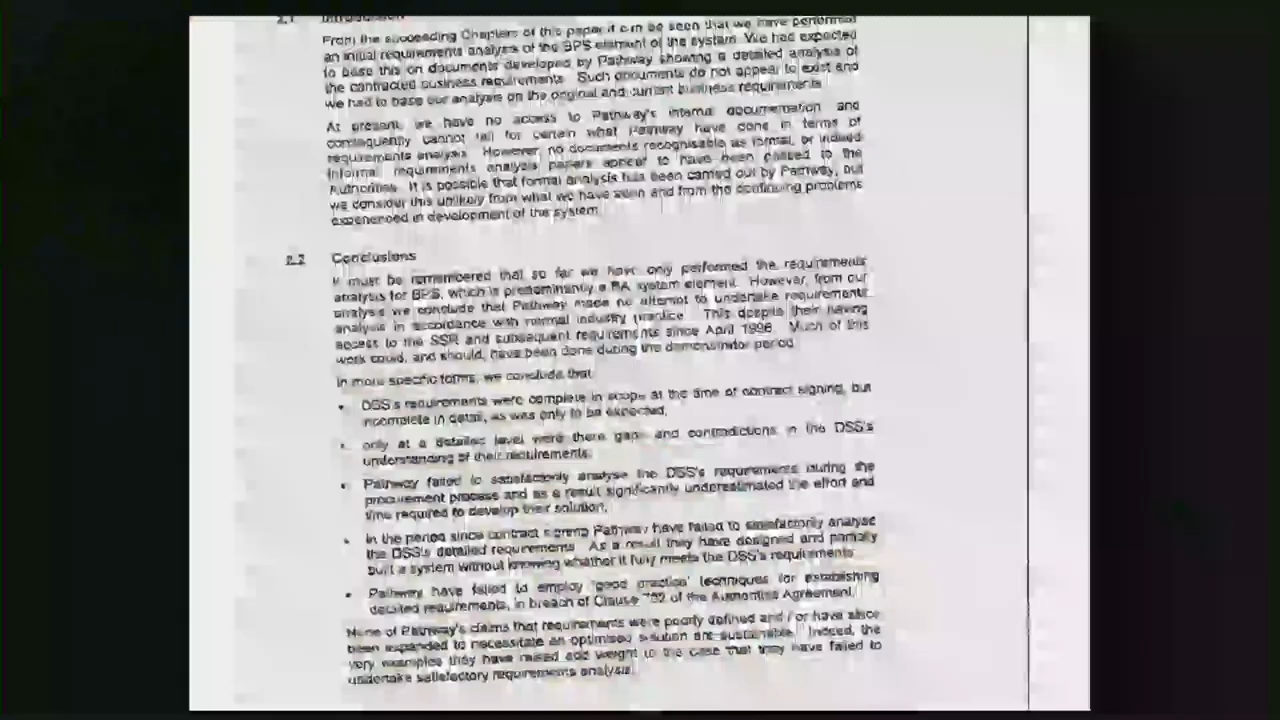 2.1 Introduction
From the succeeding Chapters of this paper it can be seen that we have performed
an initial requirements analysis of the BPS element of the system. We had expected
to base this on documents developed by Pathway showing a detailed analysis of
the contracted business requirements. Such documents do not appear to exist and
we had to base our analysis on the original and current business requirements.
At present, we have no access to Pathway's internal documentation and
consequently cannot tell for certain what Pathway have done in terms of
requirements analysis. However no documents recognisable as formal, or indeed
informal requirements analysis papers appear to have been passed to the
Authorities. It is possible that formal analysis has been carried out by Pathway, but
we consider this unlikely from what we have seen and from the continuing problems
experienced in development of the system.
2.2 Conclusions
It must be remembered that so far we have only performed the requirements
analysis for BPS, which is predominantly a BA system element. However, from our
analysis we conclude that Pathway made no attempt to undertake requirements
analysis in accordance with normal industry practice. This despite their having
access to the SSR and subsequent requirements since April 1996. Much of this
work could, and should, have been done during the demonstrator period.
In more specific terms, we conclude that
• DSS's requirements were complete in scope at the time of contract signing, but
incomplete in detail, as was only to be expected,
• only at a detailed level were there gaps and contradictions in the DSS's
understanding of their requirements.
• Pathway failed to satisfactorily analyse the DSS's requirements during the
procurement process and as a result significantly underestimated the effort and
time required to develop their solution.
• In the period since contract signing Pathway have failed to satisfactorily analyse
the DSS's detailed requirements. As a result they have designed and partially
built a system without knowing whether it fully meets the DSS's requirements
• Pathway have failed to employ 'good practice' techniques for establishing
detailed requirements, in breach of Clause of the Authorities Agreement.
None of Pathway's claims that requirements were poorly defined and / or have since
been expanded to necessitate an optimised solution are sustainable. Indeed, the
very examples they have raised add weight to the case that they have failed to
undertake satisfactory requirements analysis.